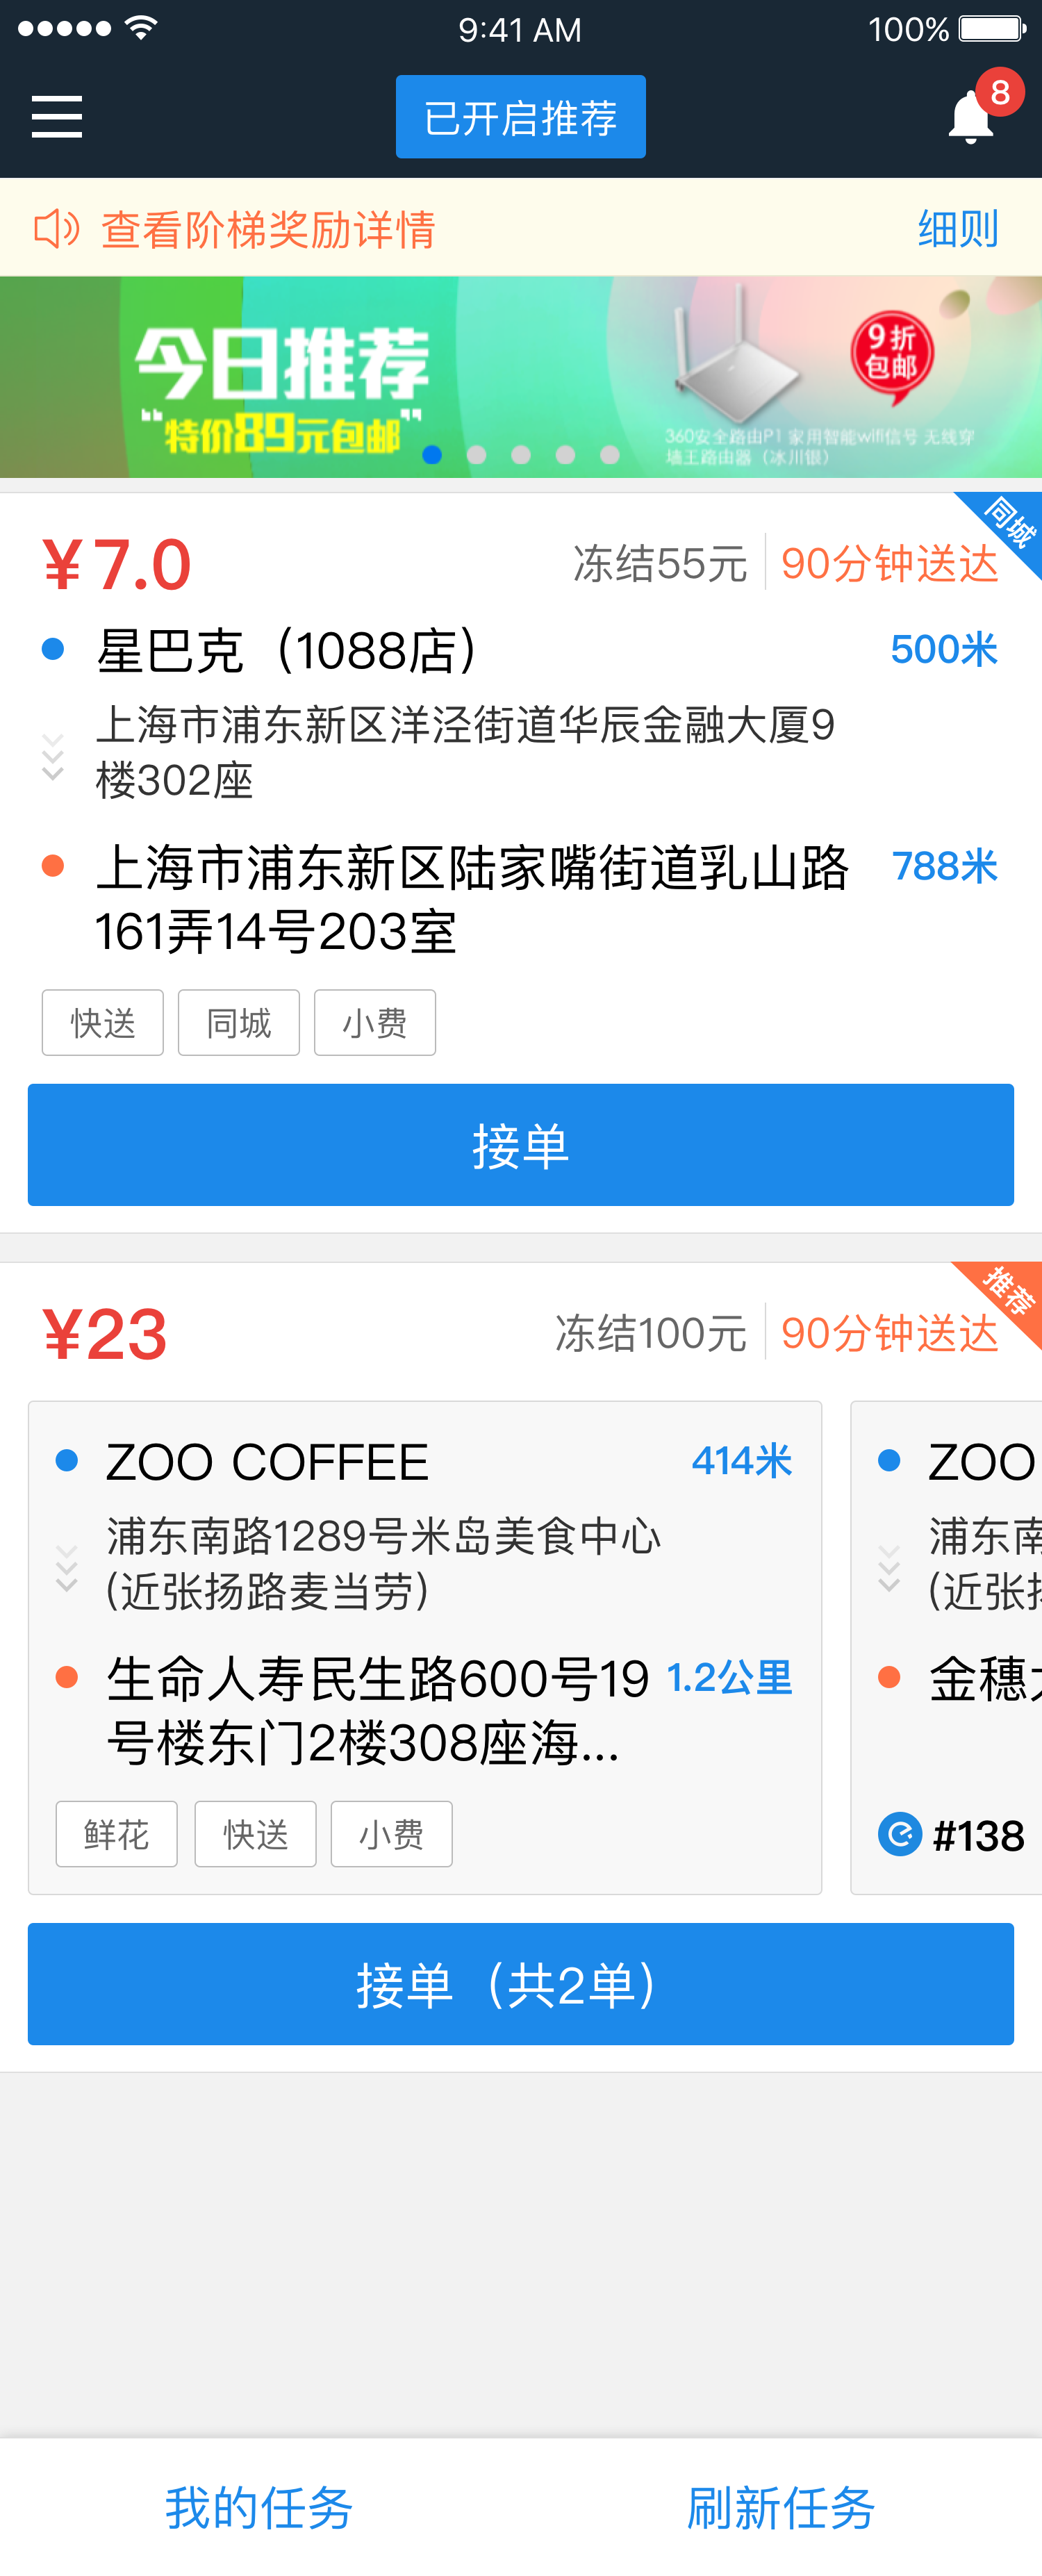 9:41 AM
100%
已开启推荐
8
查看阶梯奖励详情
细则
今日推荐
“特价89元包邮”
9折
包邮
360安全路由P1 家用智能wifi信号 无线穿
墙王路由器（冰川银）
同城
¥7.0
冻结55元
90分钟送达
星巴克（1088店）
500米
上海市浦东新区洋泾街道华辰金融大厦9
楼302座
上海市浦东新区陆家嘴街道乳山路
788米
161弄14号203室
快送
同城
小费
接单
推荐
¥23
冻结100元
90分钟送达
ZOO COFFEE
414米
浦东南路1289号米岛美食中心
(近张扬路麦当劳)
生命人寿民生路600号19
1.2公里
号楼东门2楼308座海...
鲜花
快送
小费
ZOO
浦东南
(近张
金穗
#138
接单（共2单）
我的任务
刷新任务